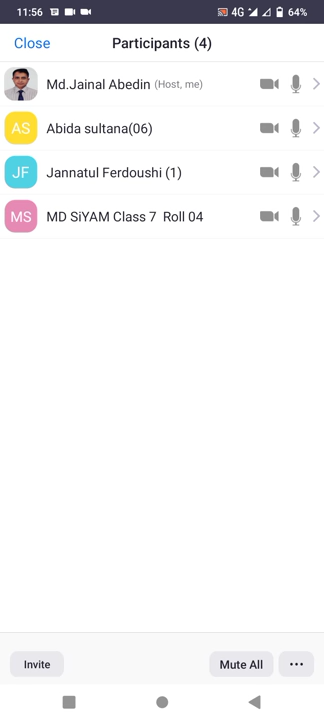 11:56 4G 64%
Close Participants (4)
Md.Jainal Abedin (Host, me)
AS Abida sultana(06)
JF Jannatul Ferdoushi (1)
MS MD SiYAM Class 7 Roll 04
Invite Mute All ...